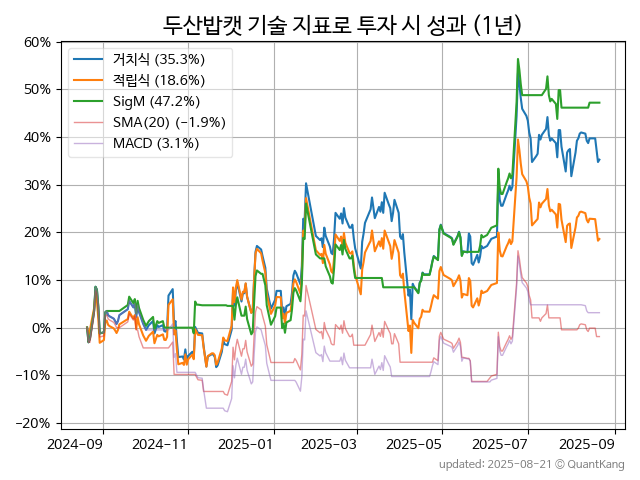 두산밥캣 기술 지표로 투자 시 성과 (1년)
60%
50%
40%
30%
20%
10%
0%
−10%
−20%
거치식 (35.3%)
적립식 (18.6%)
SigM (47.2%)
SMA(20) (−1.9%)
MACD (3.1%)
2024-09 2024-11 2025-01 2025-03 2025-05 2025-07 2025-09
updated: 2025-08-21 © QuantKang